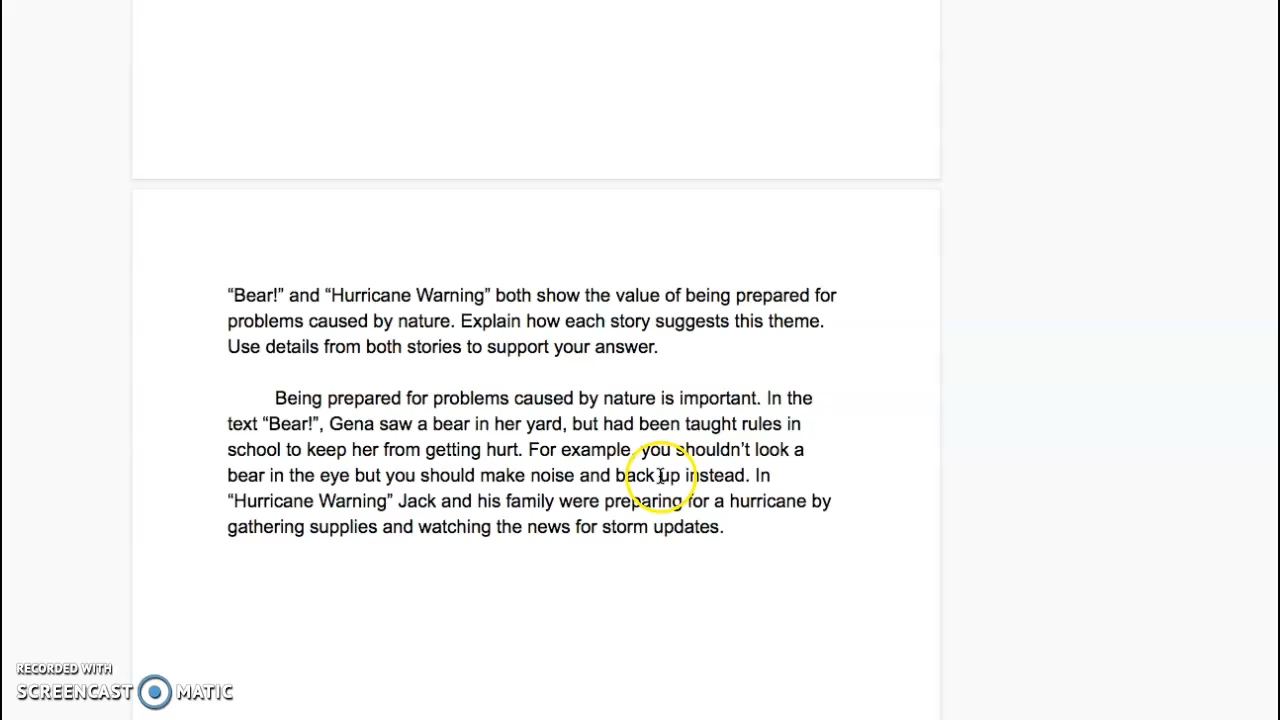 “Bear!” and “Hurricane Warning” both show the value of being prepared for
problems caused by nature. Explain how each story suggests this theme.
Use details from both stories to support your answer.
Being prepared for problems caused by nature is important. In the
text “Bear!”, Gena saw a bear in her yard, but had been taught rules in
school to keep her from getting hurt. For example, you shouldn’t look a
bear in the eye but you should make noise and back up instead. In
“Hurricane Warning” Jack and his family were preparing for a hurricane by
gathering supplies and watching the news for storm updates.
RECORDED WITH
SCREENCAST MATIC